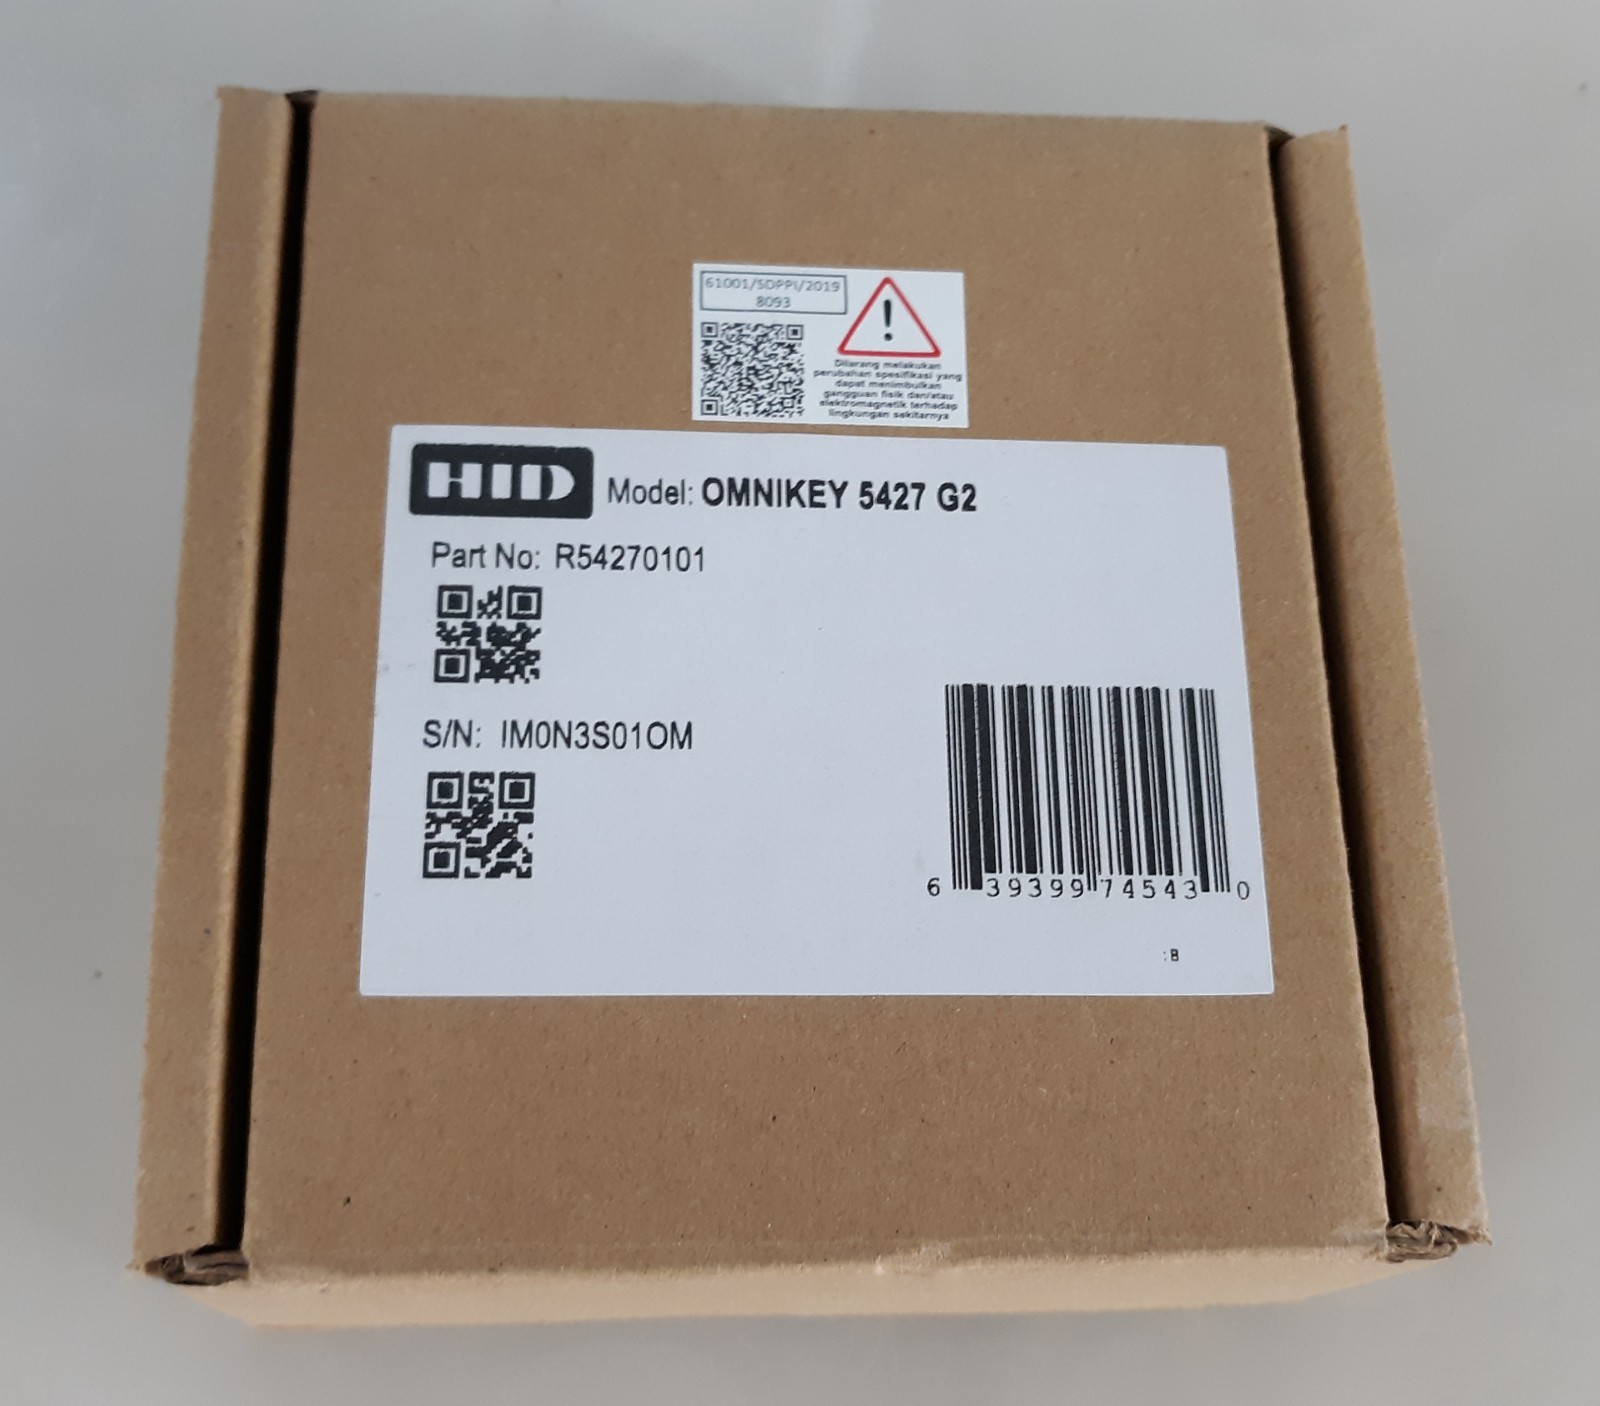 61001/SDPPI/2019
8093
!
Dilarang melakukan
perubahan spesifikasi yang
dapat menimbulkan
gangguan fisik dan/atau
elektromagnetik terhadap
lingkungan sekitarnya
HID Model: OMNIKEY 5427 G2
Part No: R54270101
S/N: IM0N3S01OM
6 39399 74543 0
:B